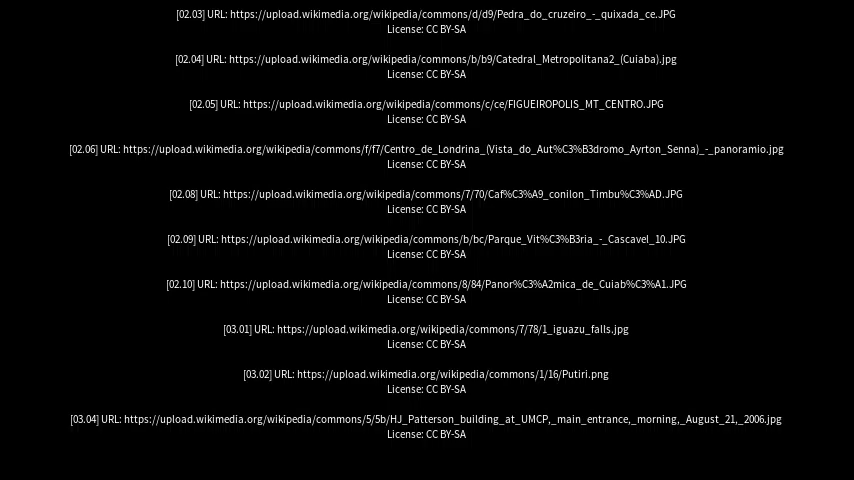 [02.03] URL: https://upload.wikimedia.org/wikipedia/commons/d/d9/Pedra_do_cruzeiro_-_quixada_ce.JPG
License: CC BY-SA
[02.04] URL: https://upload.wikimedia.org/wikipedia/commons/b/b9/Catedral_Metropolitana2_(Cuiaba).jpg
License: CC BY-SA
[02.05] URL: https://upload.wikimedia.org/wikipedia/commons/c/ce/FIGUEIROPOLIS_MT_CENTRO.JPG
License: CC BY-SA
[02.06] URL: https://upload.wikimedia.org/wikipedia/commons/f/f7/Centro_de_Londrina_(Vista_do_Aut%C3%B3dromo_Ayrton_Senna)_-_panoramio.jpg
License: CC BY-SA
[02.08] URL: https://upload.wikimedia.org/wikipedia/commons/7/70/Caf%C3%A9_conilon_Timbu%C3%AD.JPG
License: CC BY-SA
[02.09] URL: https://upload.wikimedia.org/wikipedia/commons/b/bc/Parque_Vit%C3%B3ria_-_Cascavel_10.JPG
License: CC BY-SA
[02.10] URL: https://upload.wikimedia.org/wikipedia/commons/8/84/Panor%C3%A2mica_de_Cuiab%C3%A1.JPG
License: CC BY-SA
[03.01] URL: https://upload.wikimedia.org/wikipedia/commons/7/78/1_iguazu_falls.jpg
License: CC BY-SA
[03.02] URL: https://upload.wikimedia.org/wikipedia/commons/1/16/Putiri.png
License: CC BY-SA
[03.04] URL: https://upload.wikimedia.org/wikipedia/commons/5/5b/HJ_Patterson_building_at_UMCP,_main_entrance,_morning,_August_21,_2006.jpg
License: CC BY-SA